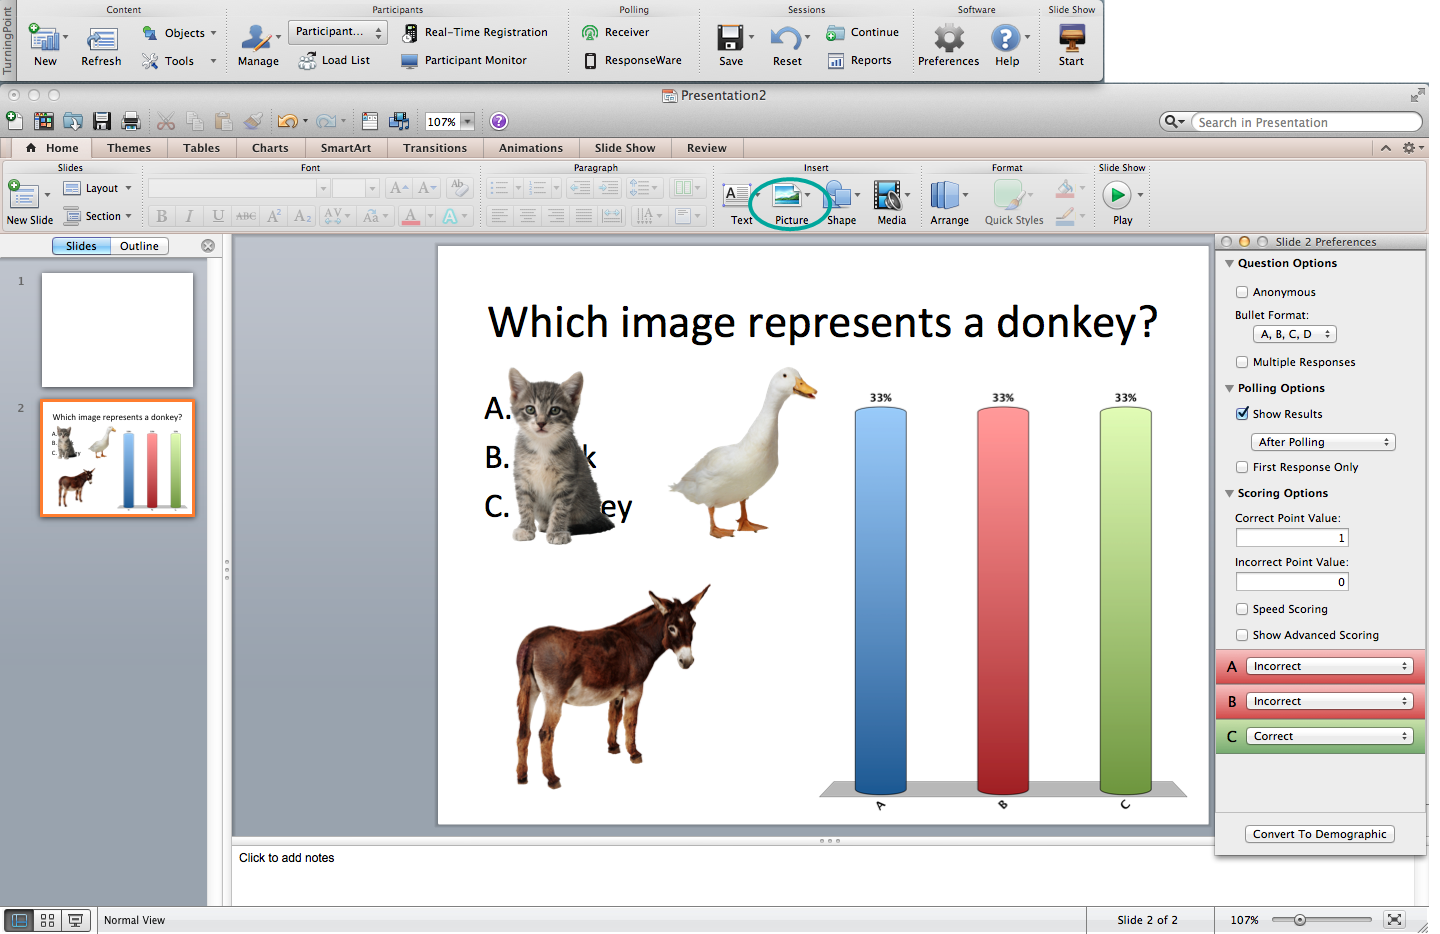 TurningPoint
Content
Participants
Polling
Sessions
Software
Slide Show
New
Refresh
Objects
Tools
Manage
Participant...
Load List
Real-Time Registration
Participant Monitor
Receiver
ResponseWare
Save
Reset
Continue
Reports
Preferences
Help
Start
Presentation2
107%
Search in Presentation
Home
Themes
Tables
Charts
SmartArt
Transitions
Animations
Slide Show
Review
Slides
Font
Paragraph
Insert
Format
Slide Show
New Slide
Layout
Section
B I U ABC A² A₂ AV Aa A A
Text
Picture
Shape
Media
Arrange
Quick Styles
Play
Slides
Outline
1
2
Which image represents a donkey?
A.
B.
C.
Which image represents a donkey?
A.
B. k
C. ey
33%
33%
33%
A
B
C
Slide 2 Preferences
Question Options
Anonymous
Bullet Format:
A, B, C, D
Multiple Responses
Polling Options
Show Results
After Polling
First Response Only
Scoring Options
Correct Point Value:
1
Incorrect Point Value:
0
Speed Scoring
Show Advanced Scoring
A Incorrect
B Incorrect
C Correct
Convert To Demographic
Click to add notes
Normal View
Slide 2 of 2
107%